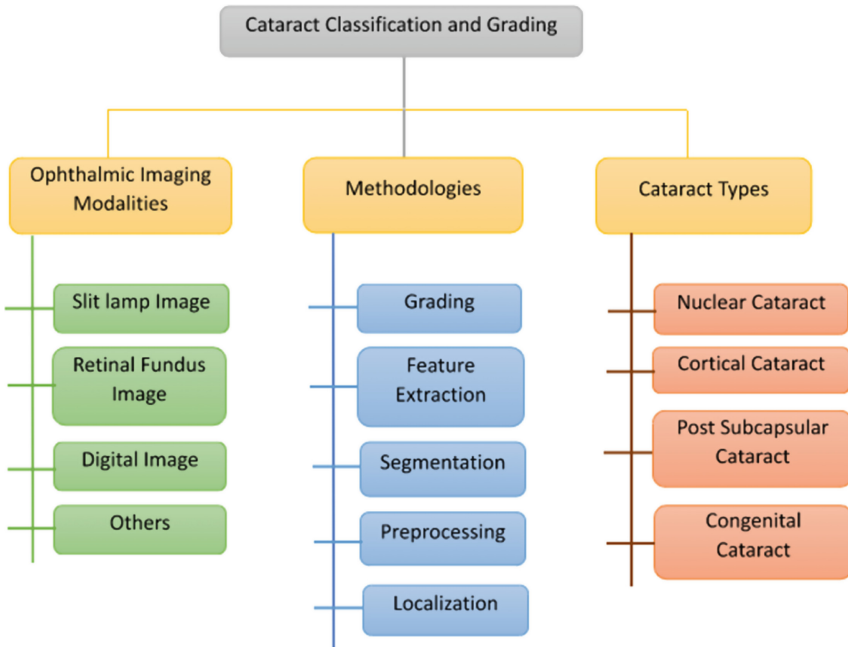 Cataract Classification and Grading
Ophthalmic Imaging
Modalities
Slit lamp Image
Retinal Fundus
Image
Digital Image
Others
Methodologies
Grading
Feature
Extraction
Segmentation
Preprocessing
Localization
Cataract Types
Nuclear Cataract
Cortical Cataract
Post Subcapsular
Cataract
Congenital
Cataract